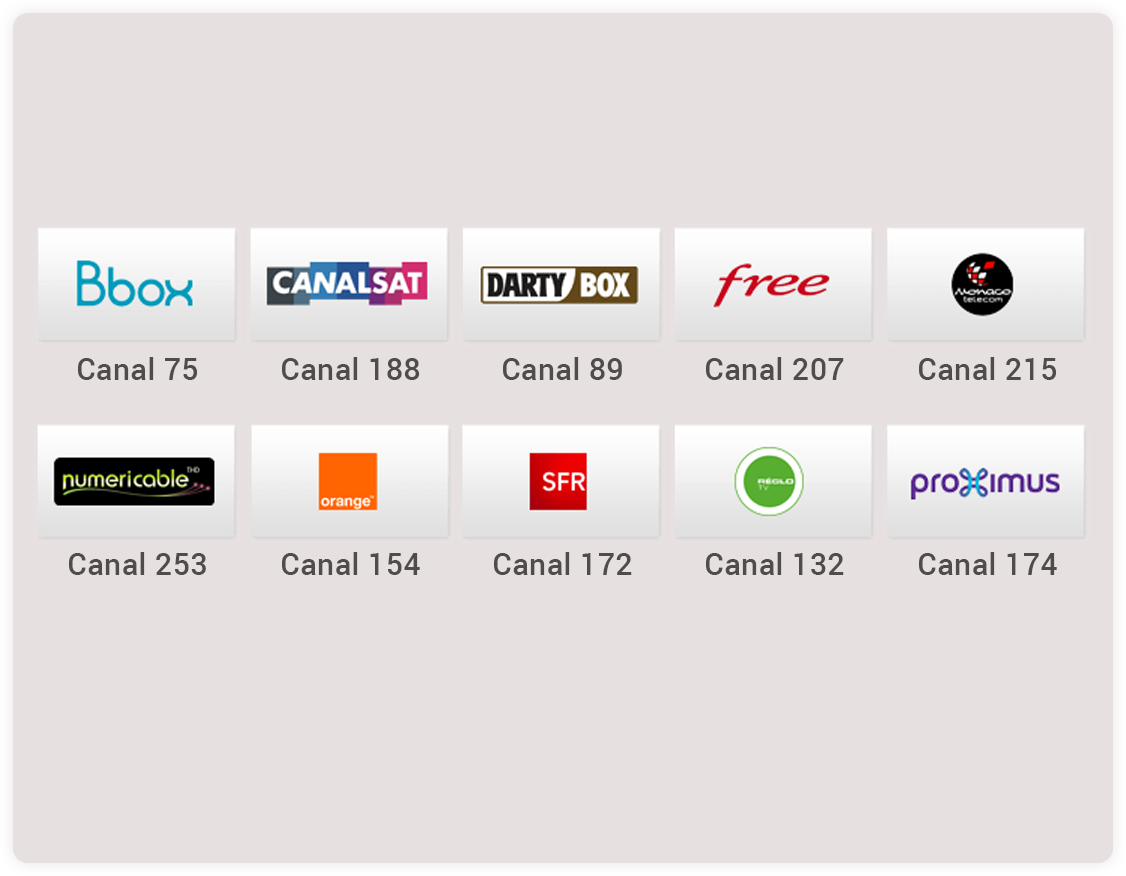 Bbox
CANALSAT
DARTY BOX
free
MONACO
telecom
Canal 75
Canal 188
Canal 89
Canal 207
Canal 215
numericable THD
orange™
SFR
RÉGLO
TV
proximus
Canal 253
Canal 154
Canal 172
Canal 132
Canal 174